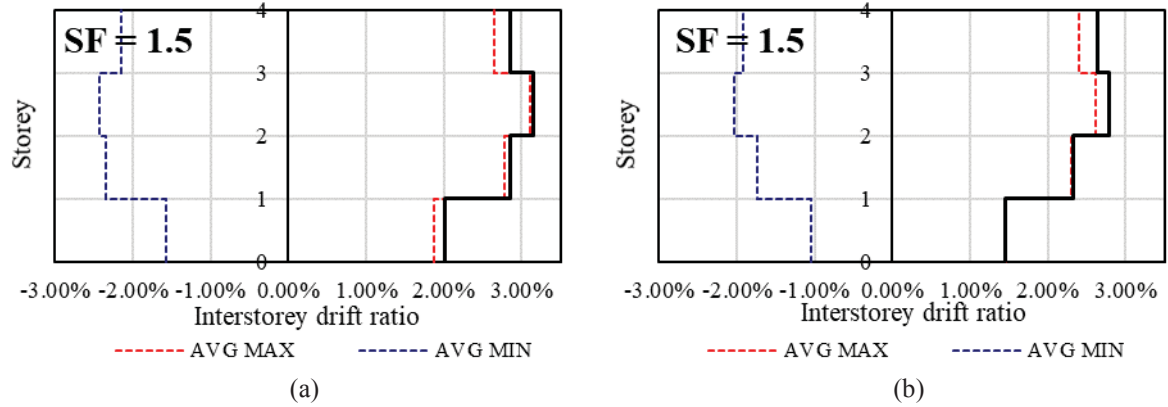 SF = 1.5
4
3
2
1
0
Storey
-3.00% -2.00% -1.00% 0.00% 1.00% 2.00% 3.00%
Interstorey drift ratio
AVG MAX AVG MIN
(a)
SF = 1.5
4
3
2
1
0
Storey
-3.00% -2.00% -1.00% 0.00% 1.00% 2.00% 3.00%
Interstorey drift ratio
AVG MAX AVG MIN
(b)